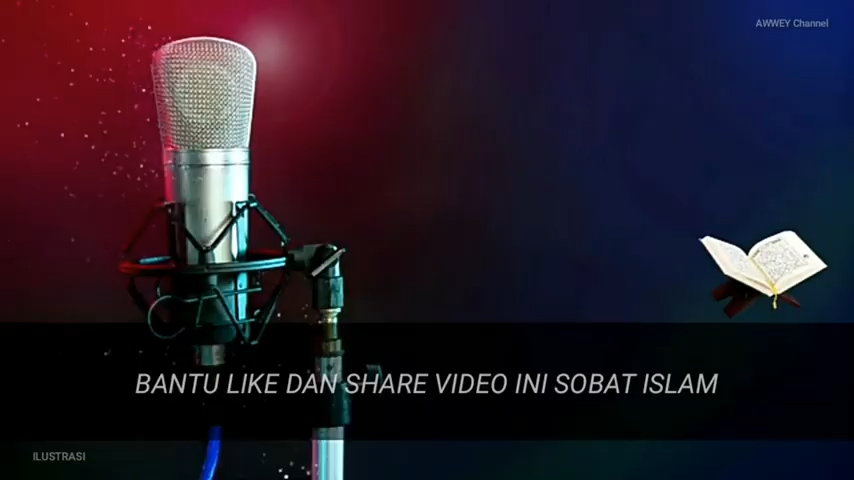 AWWEY Channel
BANTU LIKE DAN SHARE VIDEO INI SOBAT ISLAM
ILUSTRASI